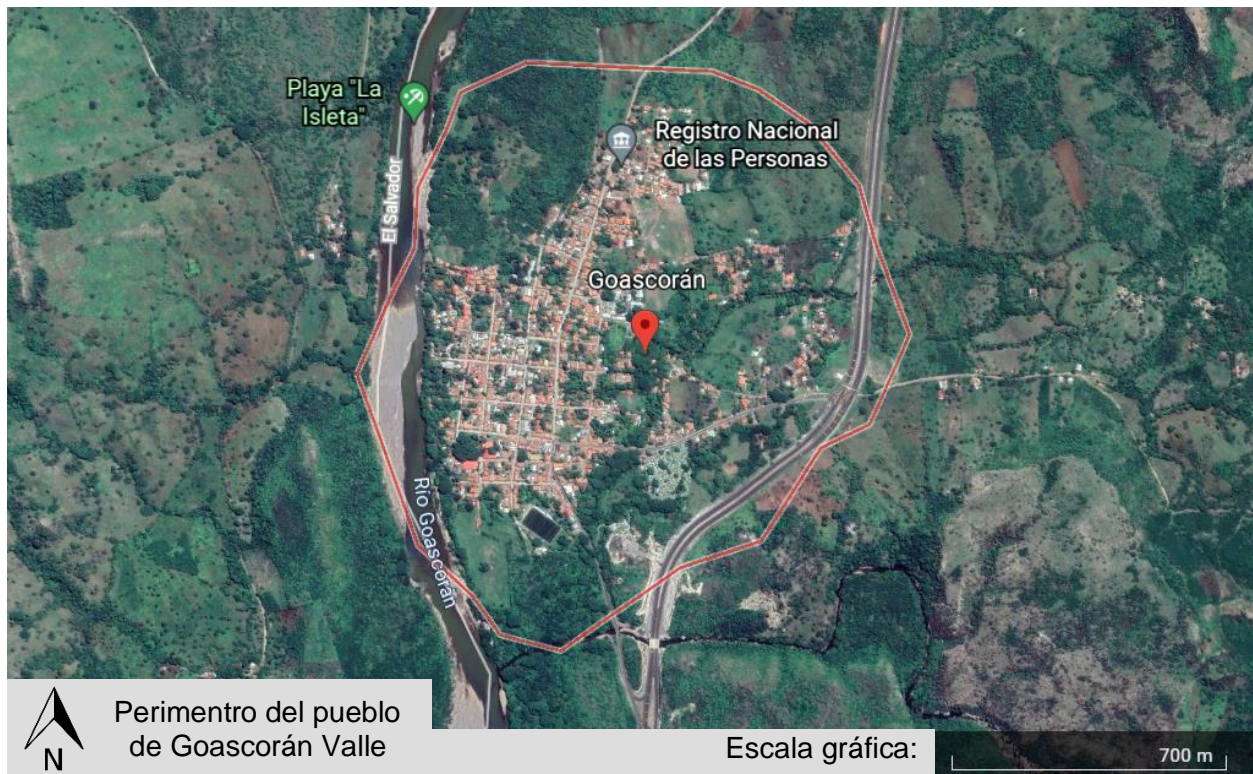 Playa "La
Isleta"
Registro Nacional
de las Personas
El Salvador
Goascorán
Río Goascorán
Perimentro del pueblo
de Goascorán Valle
N
Escala gráfica:
700 m